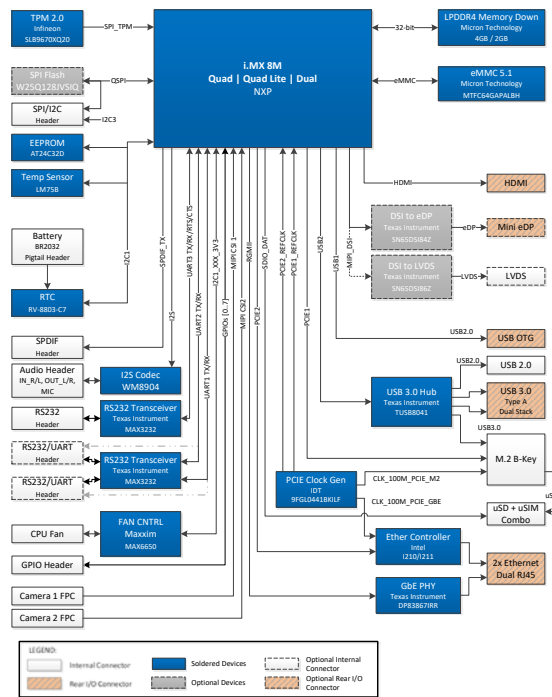 TPM 2.0
Infineon
SLB9670XQ20
SPI_TPM
i.MX 8M
Quad | Quad Lite | Dual
NXP
32-bit
LPDDR4 Memory Down
Micron Technology
4GB / 2GB
SPI Flash
W25Q128JVSIQ
QSPI
eMMC
eMMC 5.1
Micron Technology
MTFC64GAPALBH
SPI/I2C
Header
I2C3
EEPROM
AT24C32D
Temp Sensor
LM75B
HDMI
HDMI
Battery
BR2032
Pigtail Header
RTC
RV-8803-C7
I2C1
SPDIF_TX
I2S
UART3 TX/RX/RTS/CTS
UART2 TX/RX
UART1 TX/RX
I2C1_XXX_3V3
GPIOs [0..7]
MIPI CSI 1
MIPI CSI2
RGMII
PCIE2
SDIO_DAT
PCIE2_REFCLK
PCIE1_REFCLK
PCIE1
USB2
USB1
MIPI_DSI
DSI to eDP
Texas Instrument
SN65DSI84Z
eDP
Mini eDP
DSI to LVDS
Texas Instrument
SN65DSI86Z
LVDS
LVDS
USB2.0
USB OTG
SPDIF
Header
Audio Header
IN_R/L, OUT_L/R,
MIC
I2S Codec
WM8904
USB 3.0 Hub
Texas Instrument
TUSB8041
USB2.0
USB 2.0
USB 3.0
Type A
Dual Stack
USB3.0
RS232
Header
RS232 Transceiver
Texas Instrument
MAX3232
RS232/UART
Header
RS232 Transceiver
Texas Instrument
MAX3232
RS232/UART
Header
M.2 B-Key
PCIE Clock Gen
IDT
9FGL0441BKILF
CLK_100M_PCIE_M2
CLK_100M_PCIE_GBE
uSD + uSIM
Combo
CPU Fan
FAN CNTRL
Maxxim
MAX6650
Ether Controller
Intel
I210/I211
2x Ethernet
Dual RJ45
GPIO Header
GbE PHY
Texas Instrument
DP83867IRR
Camera 1 FPC
Camera 2 FPC
LEGEND:
Internal Connector
Soldered Devices
Optional Internal
Connector
Rear I/O Connector
Optional Devices
Optional Rear I/O
Connector